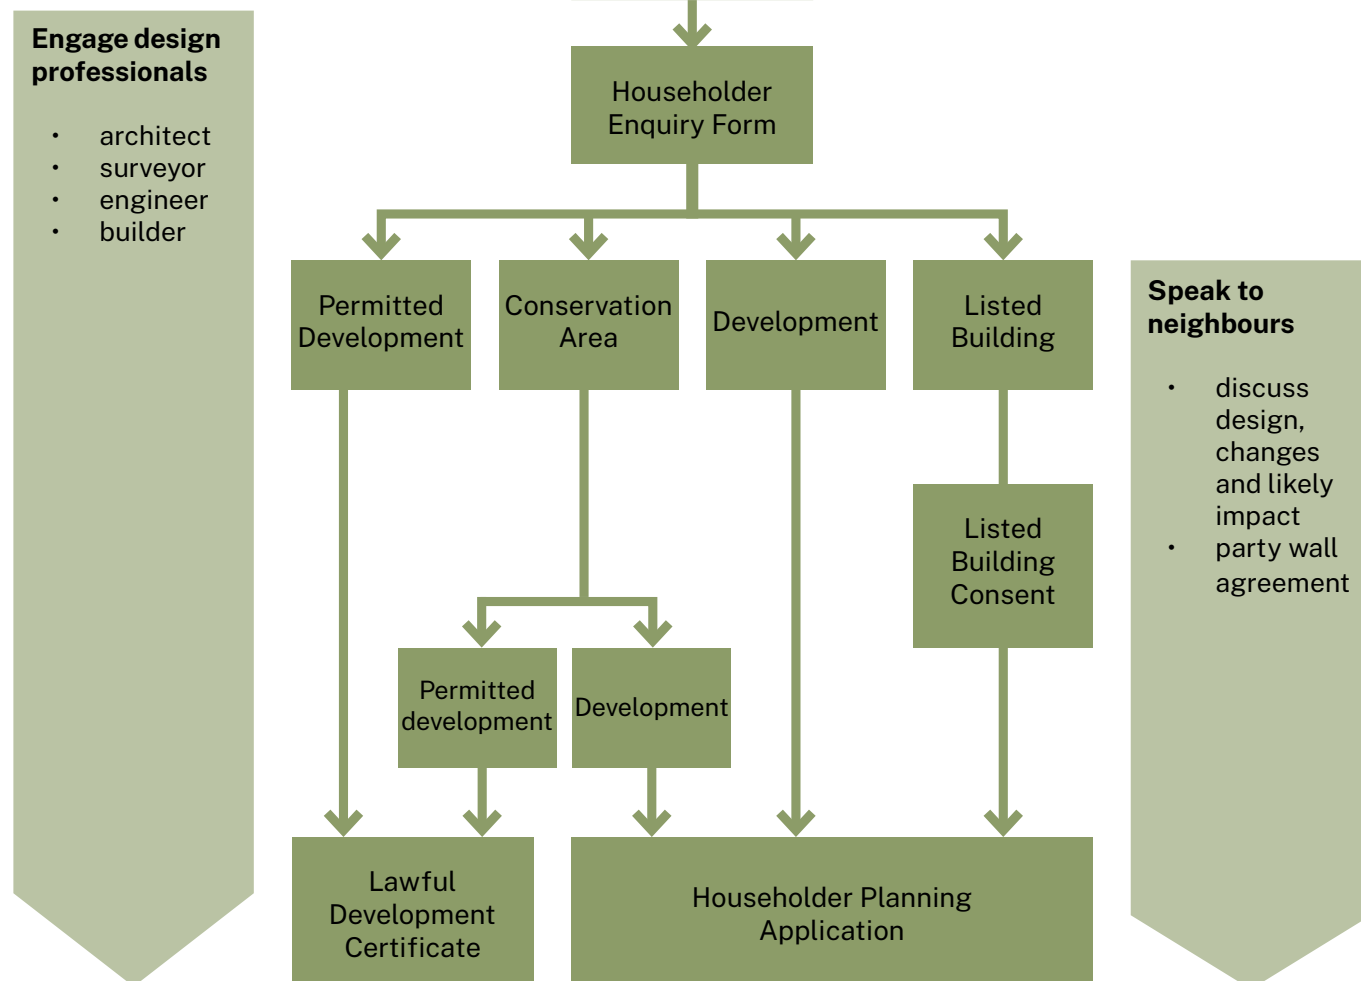 Engage design
professionals
• architect
• surveyor
• engineer
• builder
Householder
Enquiry Form
Permitted
Development
Conservation
Area
Development
Listed
Building
Speak to
neighbours
• discuss
design,
changes
and likely
impact
• party wall
agreement
Listed
Building
Consent
Permitted
development
Development
Lawful
Development
Certificate
Householder Planning
Application